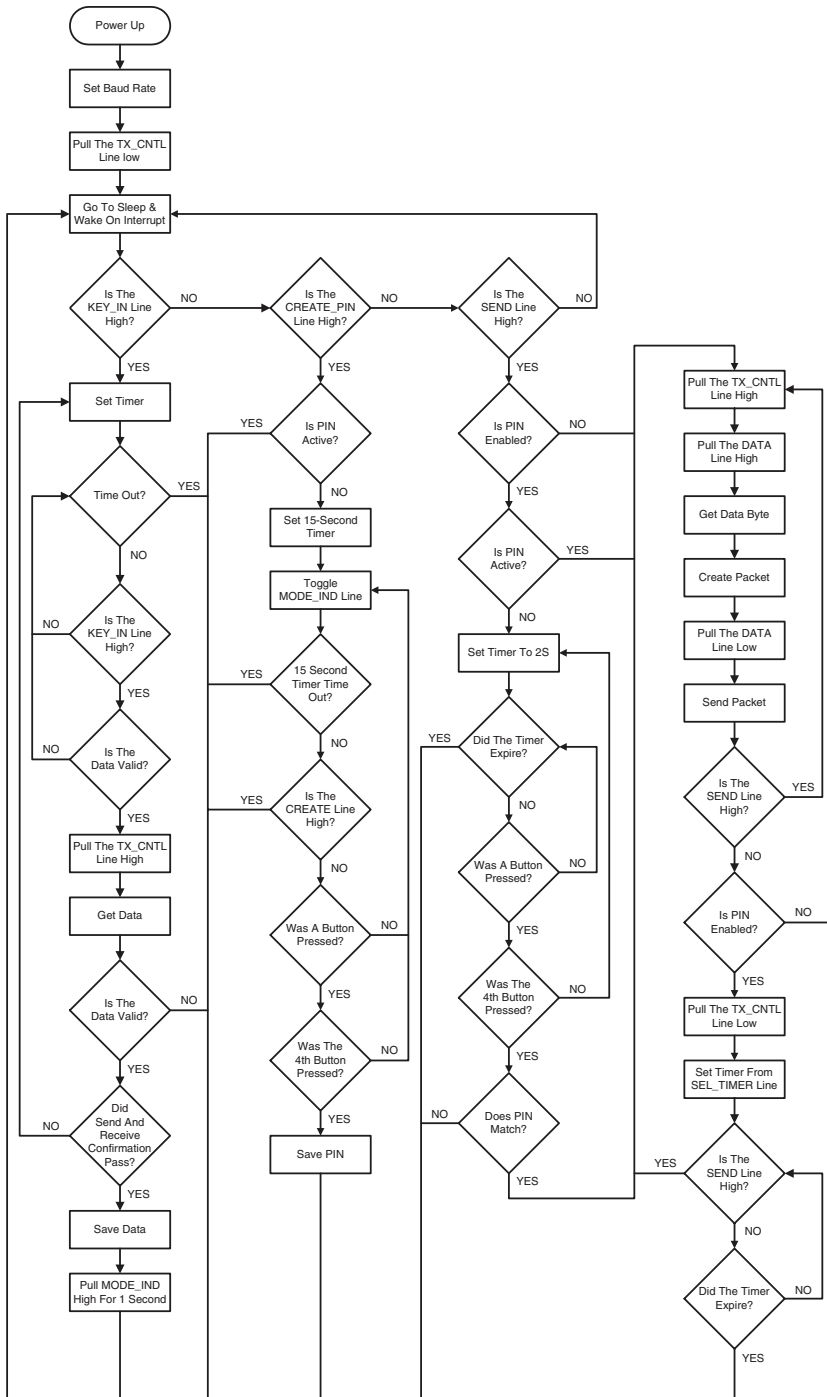 Power Up
Set Baud Rate
Pull The TX_CNTL
Line low
Go To Sleep &
Wake On Interrupt
Is The
KEY_IN Line
High?
NO
YES
Set Timer
Time Out?
YES
NO
Is The
KEY_IN Line
High?
NO
YES
Is The
Data Valid?
NO
YES
Pull The TX_CNTL
Line High
Get Data
Is The
Data Valid?
NO
YES
Did
Send And
Receive
Confirmation
Pass?
NO
YES
Save Data
Pull MODE_IND
High For 1 Second
Is The
CREATE_PIN
Line High?
NO
YES
Is PIN
Active?
YES
NO
Set 15-Second
Timer
Toggle
MODE_IND Line
15 Second
Timer Time
Out?
YES
NO
Is The
CREATE Line
High?
YES
NO
Was A Button
Pressed?
NO
YES
Was The
4th Button
Pressed?
NO
YES
Save PIN
Is The
SEND Line
High?
NO
YES
Is PIN
Enabled?
NO
YES
Is PIN
Active?
YES
NO
Set Timer To 2S
Did The Timer
Expire?
YES
NO
Was A Button
Pressed?
NO
YES
Was The
4th Button
Pressed?
NO
YES
Does PIN
Match?
NO
YES
Pull The TX_CNTL
Line High
Pull The DATA
Line High
Get Data Byte
Create Packet
Pull The DATA
Line Low
Send Packet
Is The
SEND Line
High?
YES
NO
Is PIN
Enabled?
NO
YES
Pull The TX_CNTL
Line Low
Set Timer From
SEL_TIMER Line
Is The
SEND Line
High?
YES
NO
Did The Timer
Expire?
NO
YES